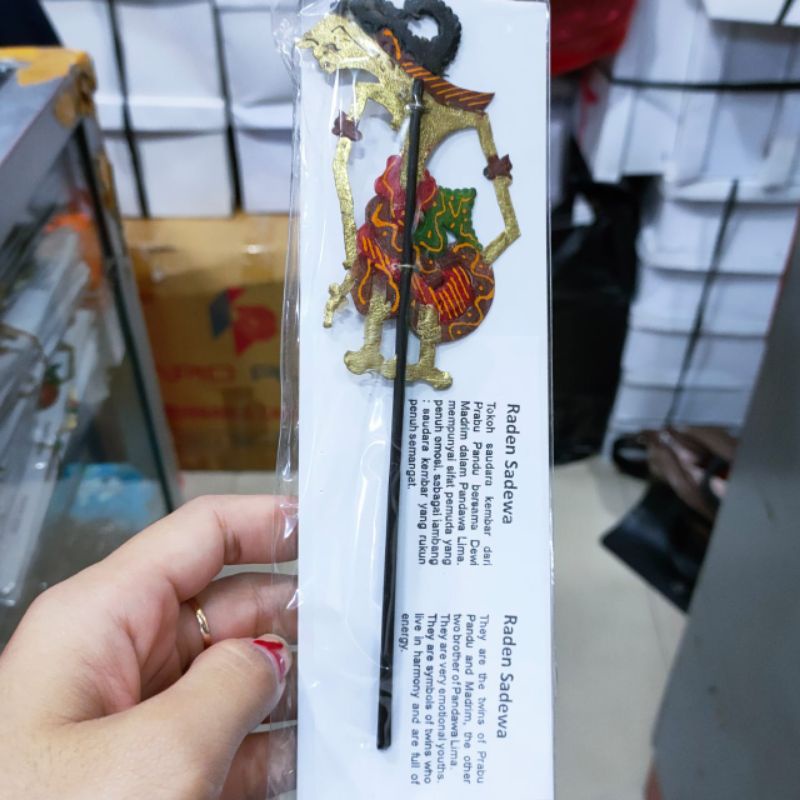 Raden Sadewa
Tokoh saudara kembar dari
Prabu Pandu bersama Dewi
Madrim dalam Pandawa Lima.
mempunyai sifat pemuda yang
penuh omosi, sabagai lambang
: saudara kembar yang rukun
penuh semangat.
Raden Sadewa
They are the twins of Prabu
Pandu and Madrim, the other
two brother of Pandawa Lima.
They are very emotional youths.
They are symbols of twins who
live in harmony and are full of
energy.